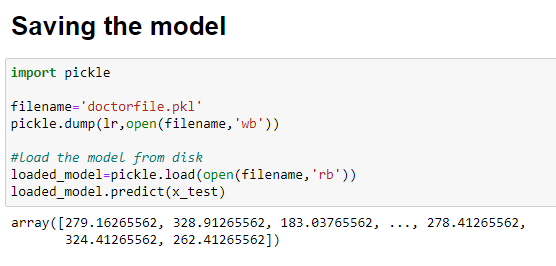 Saving the model
import pickle
filename='doctorfile.pkl'
pickle.dump(lr,open(filename,'wb'))
#load the model from disk
loaded_model=pickle.load(open(filename,'rb'))
loaded_model.predict(x_test)
array([279.16265562, 328.91265562, 183.03765562, ..., 278.41265562,
324.41265562, 262.41265562])